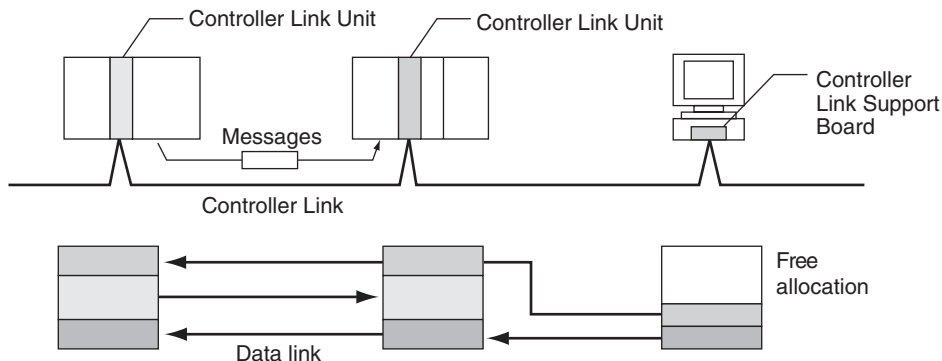 Controller Link Unit
Controller Link Unit
Controller
Link Support
Board
Messages
Controller Link
Free
allocation
Data link